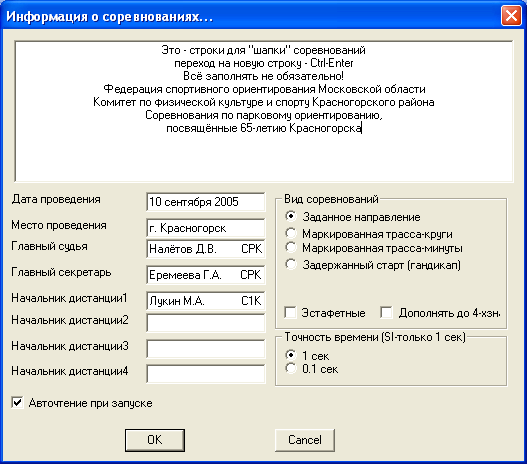 Информация о соревнованиях...
Это - строки для "шапки" соревнований
переход на новую строку - Ctrl-Enter
Всё заполнять не обязательно!
Федерация спортивного ориентирования Московской области
Комитет по физической культуре и спорту Красногорского района
Соревнования по парковому ориентированию,
посвящённые 65-летию Красногорска
Дата проведения 10 сентября 2005
Место проведения г. Красногорск
Главный судья Налётов Д.В. СРК
Главный секретарь Еремеева Г.А. СРК
Начальник дистанции1 Лукин М.А. С1К
Начальник дистанции2
Начальник дистанции3
Начальник дистанции4
Вид соревнований
Заданное направление
Маркированная трасса-круги
Маркированная трасса-минуты
Задержанный старт (гандикап)
Эстафетные Дополнять до 4-хзна
Точность времени (SI-только 1 сек)
1 сек
0.1 сек
Авточтение при запуске
OK Cancel